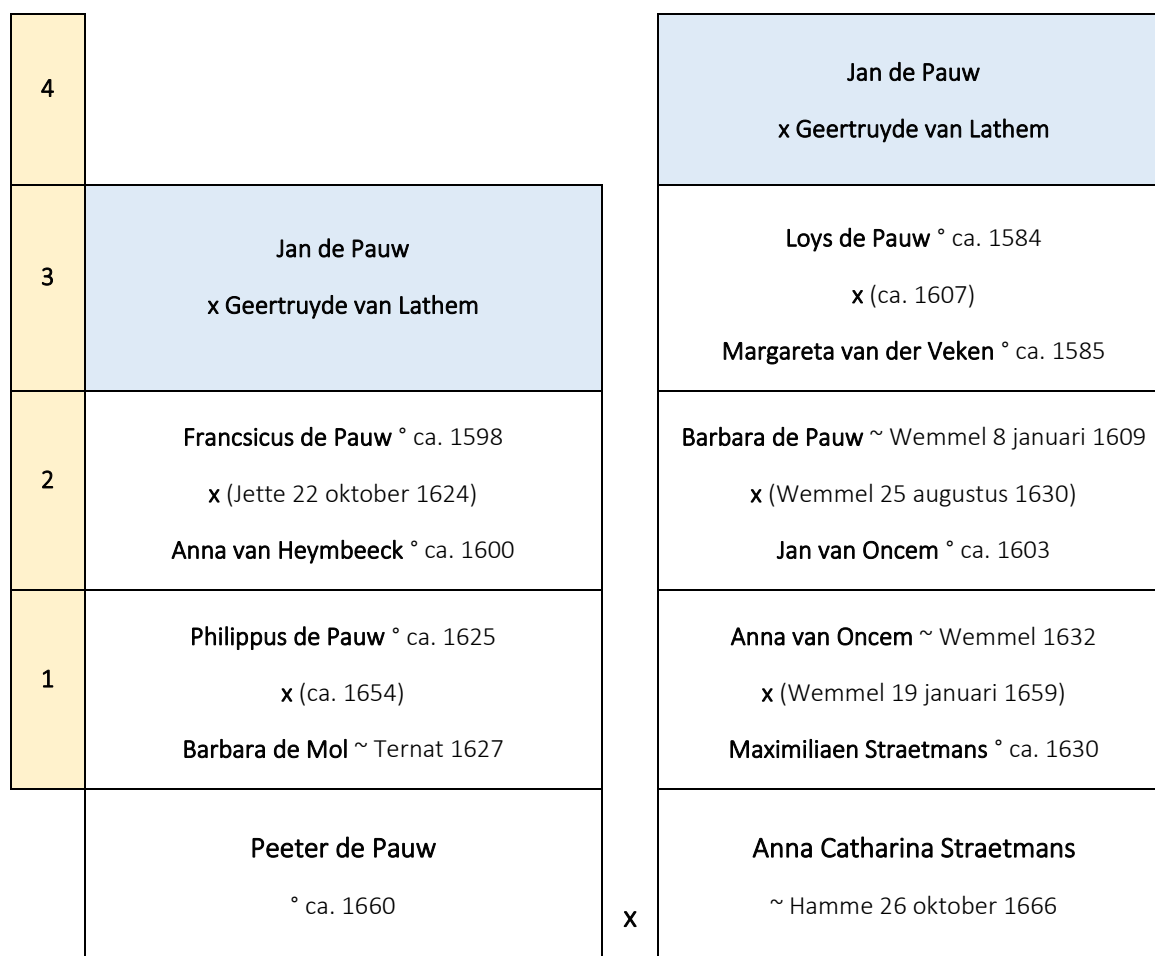 4
Jan de Pauw
x Geertruyde van Lathem
3
Jan de Pauw
x Geertruyde van Lathem
Loys de Pauw ° ca. 1584
x (ca. 1607)
Margareta van der Veken ° ca. 1585
2
Francsicus de Pauw ° ca. 1598
x (Jette 22 oktober 1624)
Anna van Heymbeeck ° ca. 1600
Barbara de Pauw ~ Wemmel 8 januari 1609
x (Wemmel 25 augustus 1630)
Jan van Oncem ° ca. 1603
1
Philippus de Pauw ° ca. 1625
x (ca. 1654)
Barbara de Mol ~ Ternat 1627
Anna van Oncem ~ Wemmel 1632
x (Wemmel 19 januari 1659)
Maximiliaen Straetmans ° ca. 1630
Peeter de Pauw
° ca. 1660
x
Anna Catharina Straetmans
~ Hamme 26 oktober 1666